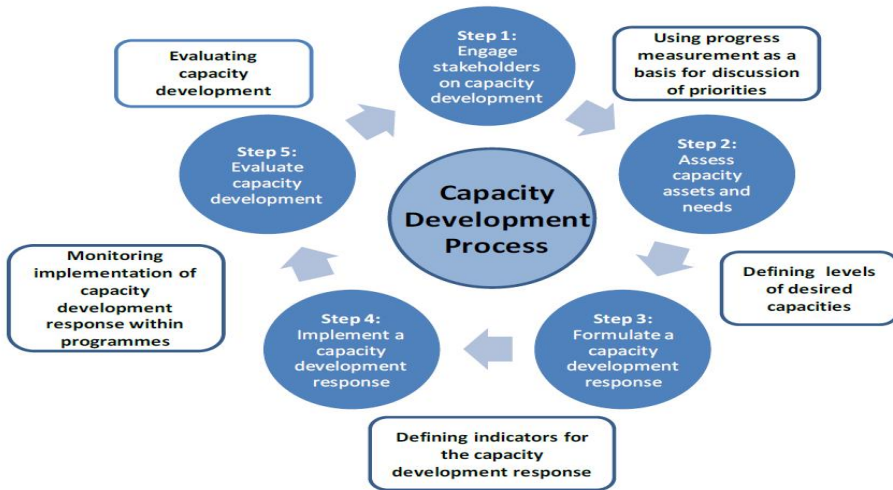 Step 1:
Engage
stakeholders
on capacity
development
Using progress
measurement as a
basis for discussion
of priorities
Step 2:
Assess
capacity
assets and
needs
Defining levels
of desired
capacities
Step 3:
Formulate a
capacity
development
response
Defining indicators for
the capacity
development response
Step 4:
Implement a
capacity
development
response
Monitoring
implementation of
capacity
development
response within
programmes
Step 5:
Evaluate
capacity
development
Evaluating
capacity
development
Capacity
Development
Process